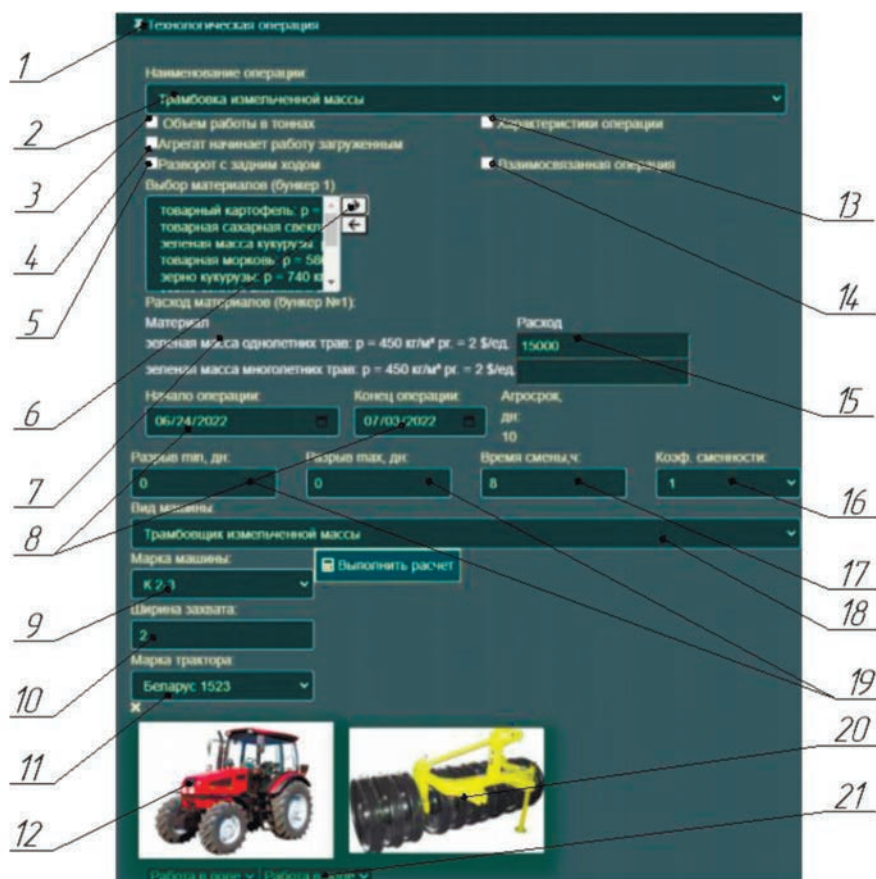 Технологическая операция
1
Наименование операции:
Трамбовка измельченной массы
2
Объем работы в тоннах
Характеристики операции
Агрегат начинает работу загруженным
3
Разворот с задним ходом
Взаимосвязанная операция
Выбор материалов (бункер 1)
13
товарный картофель: p =
4
товарная сахарная свекл
зеленая масса кукурузы:
товарная морковь: p = 580
14
зерно кукурузы: p = 740 кг
5
Расход материалов (бункер №1):
Материал
Расход
зеленая масса однолетних трав: p = 450 кг/м³ pr. = 2 $/ед.
15000
зеленая масса многолетних трав: p = 450 кг/м³ pr. = 2 $/ед.
Начало операции:
Конец операции:
Агросрок, дн:
6
15
06/24/2022
07/03/2022
10
7
Разрыв min, дн:
Разрыв max, дн:
Время смены,ч:
Коэф. сменности:
0
0
8
1
16
8
Вид машины:
Трамбовщик измельченной массы
17
Марка машины:
Выполнить расчет
К 2-3
18
9
Ширина захвата:
2
10
19
Марка трактора:
Беларус 1523
20
11
21
12
Работа в поле
Работа в поле